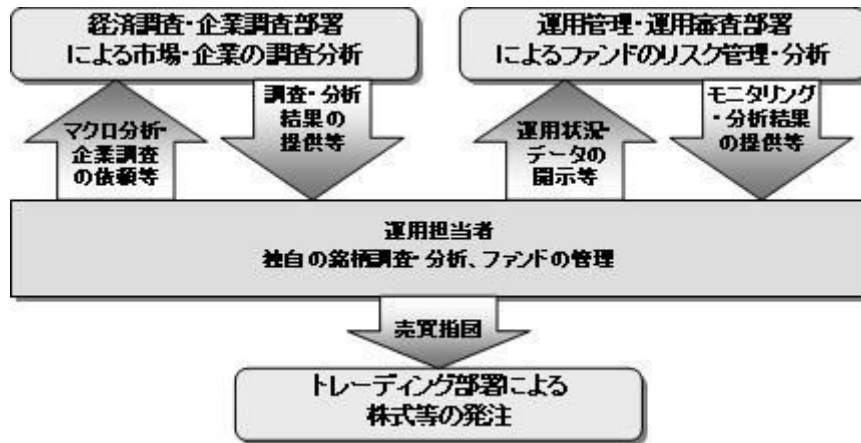 経済調査・企業調査部署
による市場・企業の調査分析
運用管理・運用審査部署
によるファンドのリスク管理・分析
マクロ分析・
企業調査
の依頼等
調査・分析
結果の
提供等
運用状況・
データの
開示等
モニタリング
・分析結果
の提供等
運用担当者
独自の銘柄調査・分析、ファンドの管理
売買指図
トレーディング部署による
株式等の発注